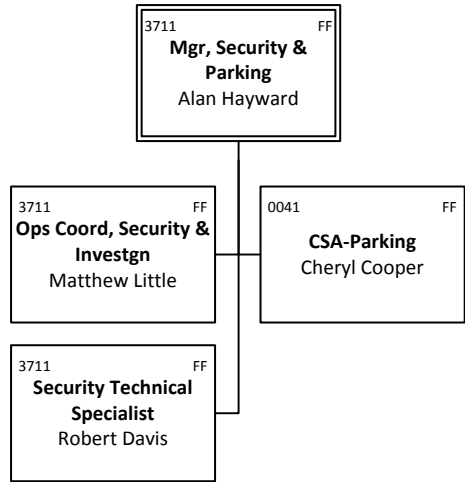 3711 FF
Mgr, Security &
Parking
Alan Hayward
3711 FF
Ops Coord, Security &
Investgn
Matthew Little
0041 FF
CSA-Parking
Cheryl Cooper
3711 FF
Security Technical
Specialist
Robert Davis